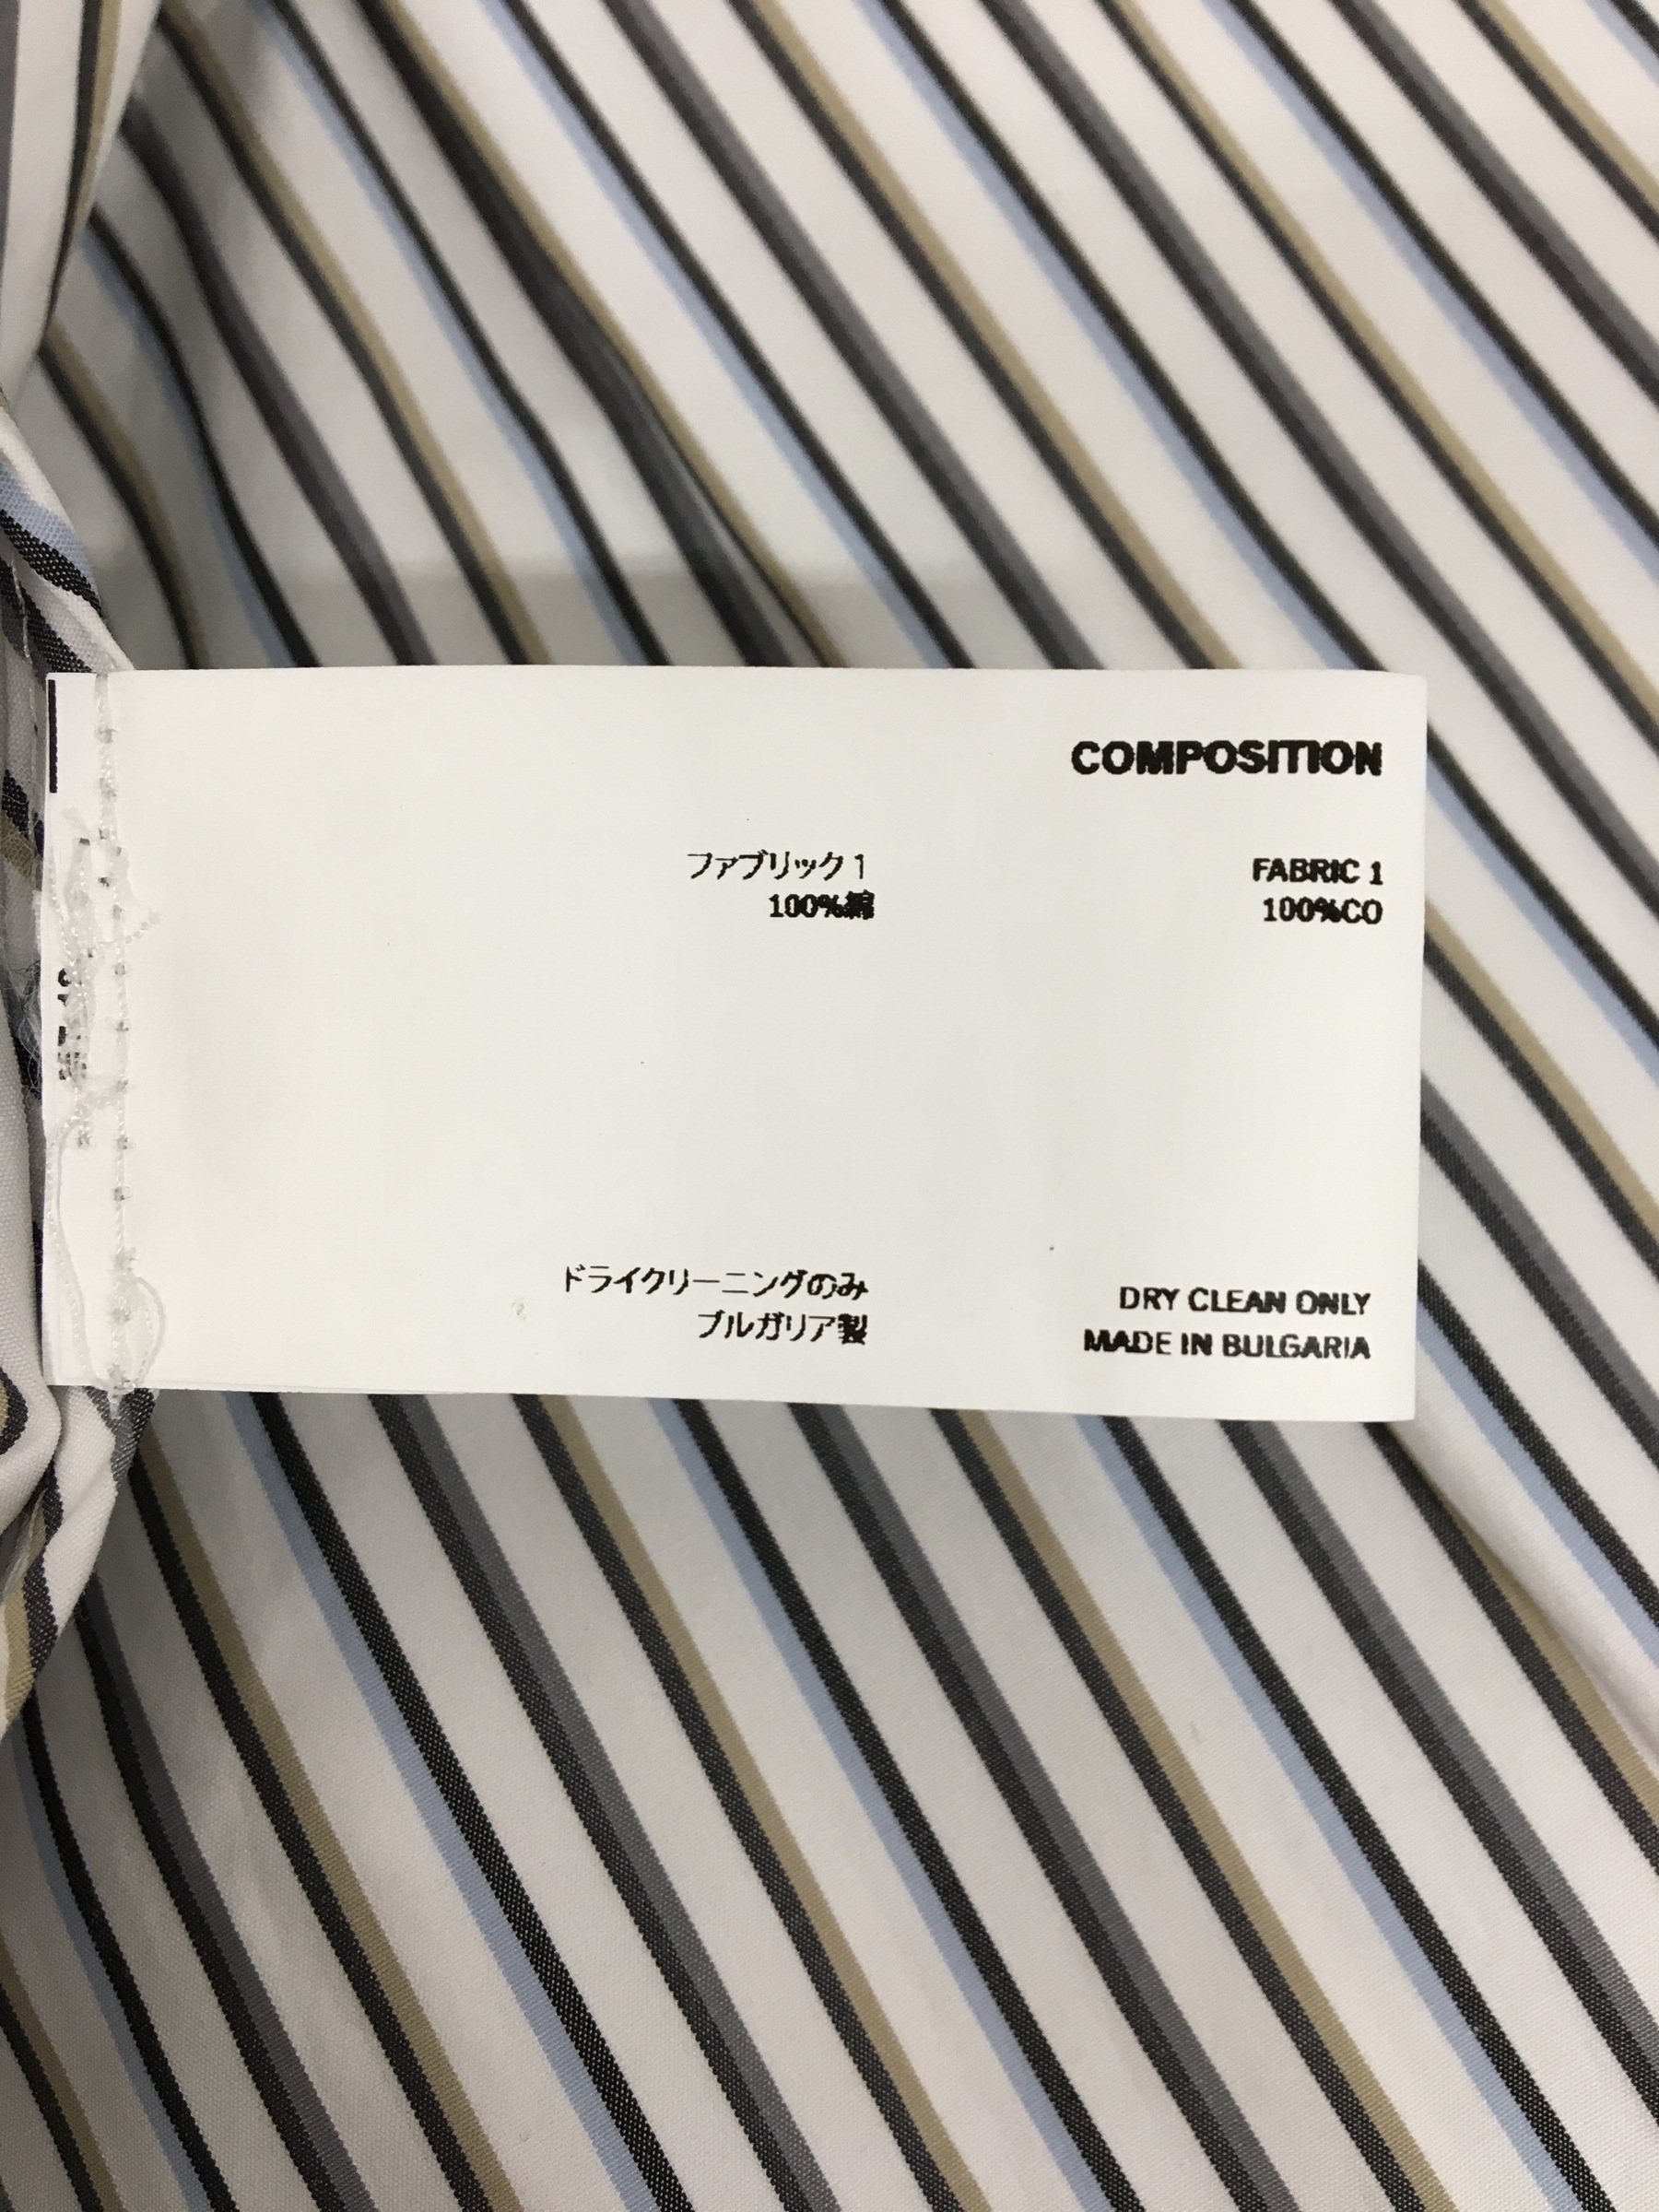 COMPOSITION
ファブリック 1
100%綿
FABRIC 1
100%CO
ドライクリーニングのみ
ブルガリア製
DRY CLEAN ONLY
MADE IN BULGARIA